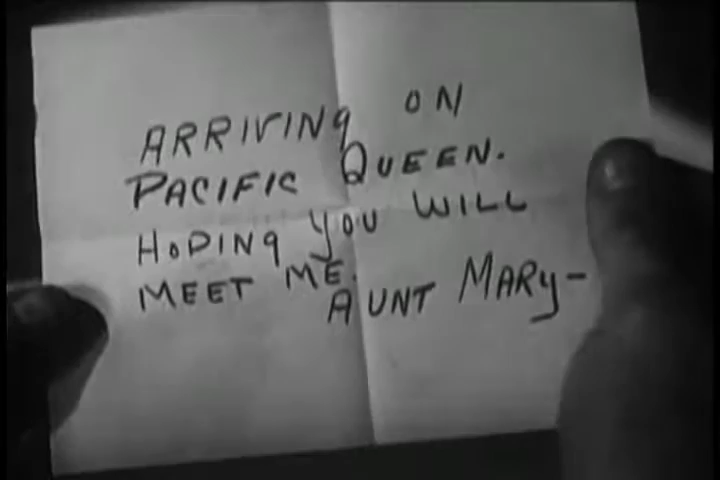 ARRIVING ON
PACIFIC QUEEN.
HOPING YOU WILL
MEET ME.
AUNT MARY-